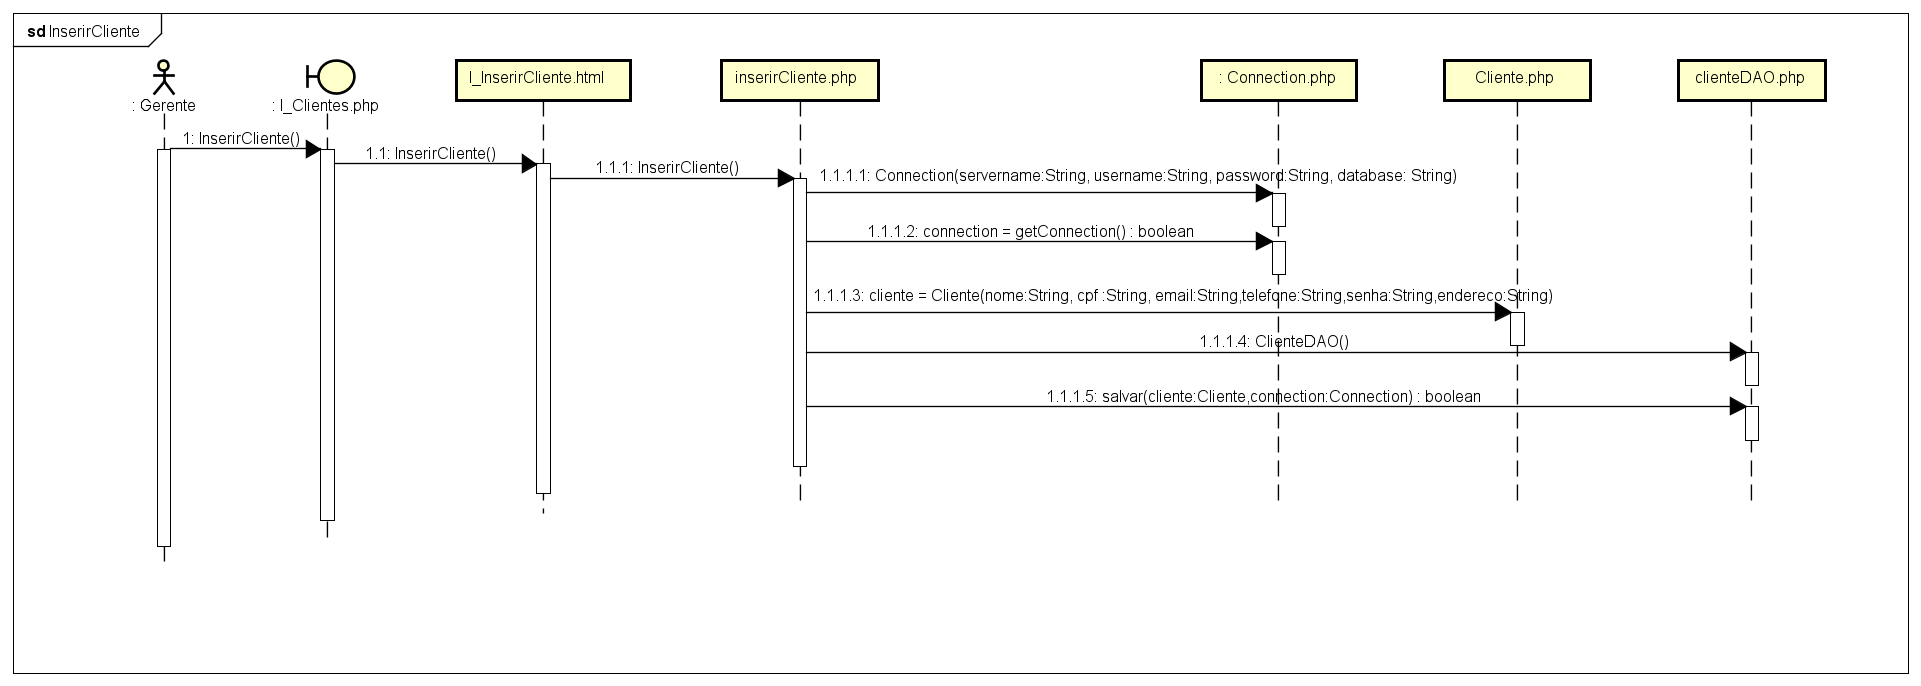 sd InserirCliente
: Gerente
: I_Clientes.php
I_InserirCliente.html
inserirCliente.php
: Connection.php
Cliente.php
clienteDAO.php
1: InserirCliente()
1.1: InserirCliente()
1.1.1: InserirCliente()
1.1.1.1: Connection(servername:String, username:String, password:String, database: String)
1.1.1.2: connection = getConnection() : boolean
1.1.1.3: cliente = Cliente(nome:String, cpf :String, email:String,telefone:String,senha:String,endereco:String)
1.1.1.4: ClienteDAO()
1.1.1.5: salvar(cliente:Cliente,connection:Connection) : boolean